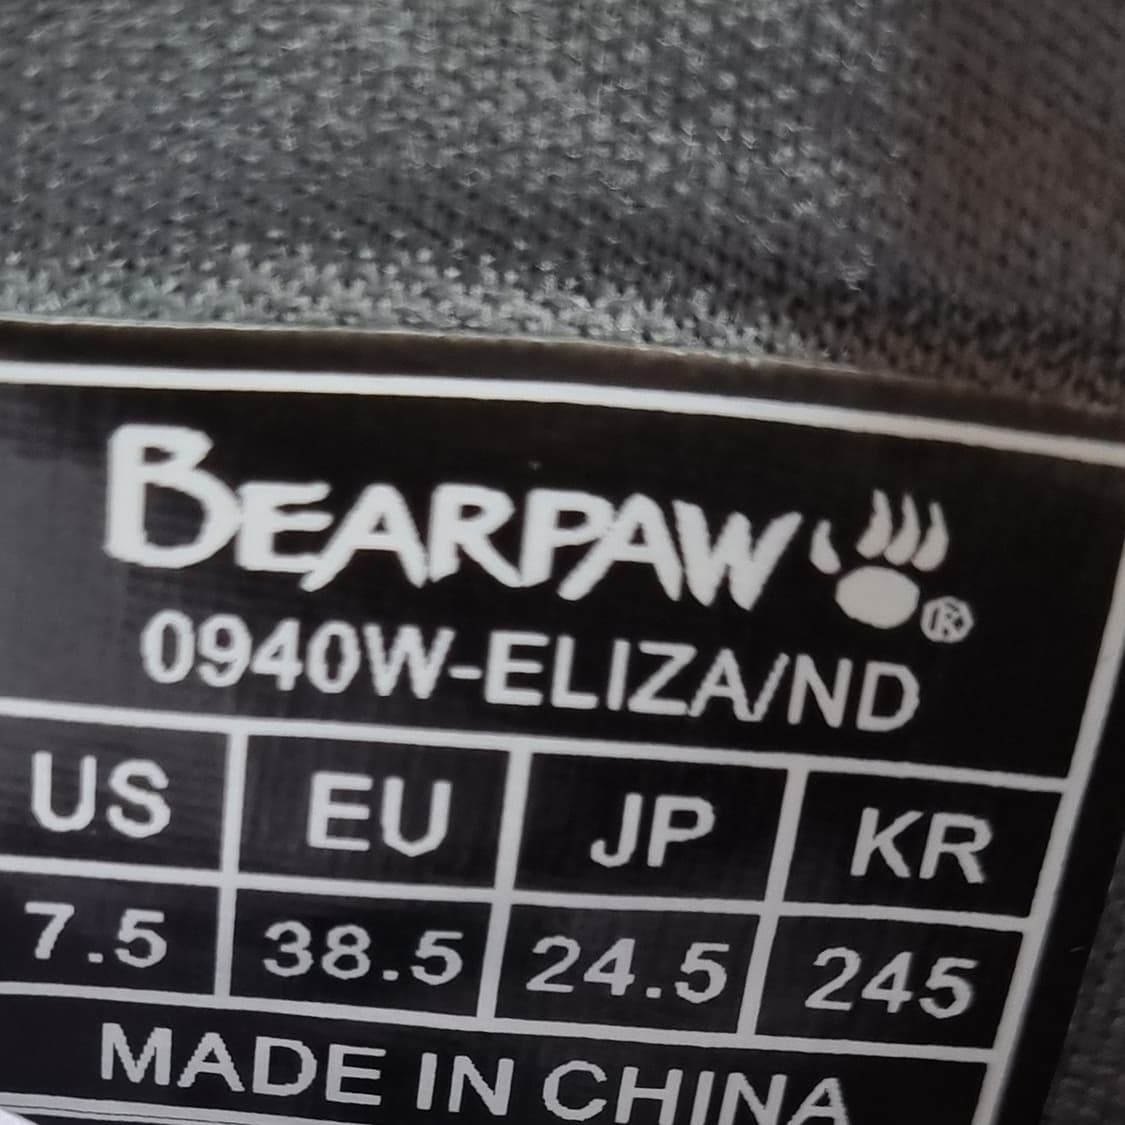 BEARPAW®
0940W-ELIZA/ND
US EU JP KR
7.5 38.5 24.5 245
MADE IN CHINA